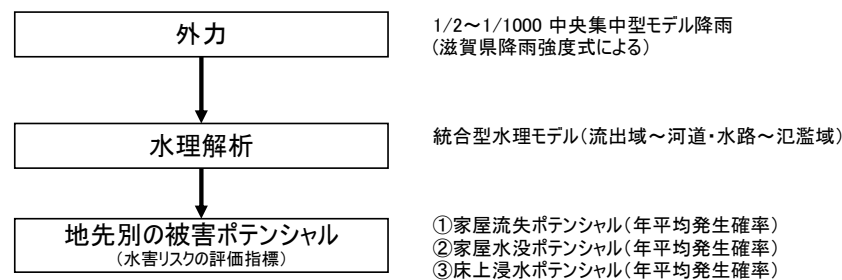 外力
1/2～1/1000 中央集中型モデル降雨
(滋賀県降雨強度式による)
水理解析
統合型水理モデル(流出域～河道・水路～氾濫域)
地先別の被害ポテンシャル
(水害リスクの評価指標)
①家屋流失ポテンシャル(年平均発生確率)
②家屋水没ポテンシャル(年平均発生確率)
③床上浸水ポテンシャル(年平均発生確率)